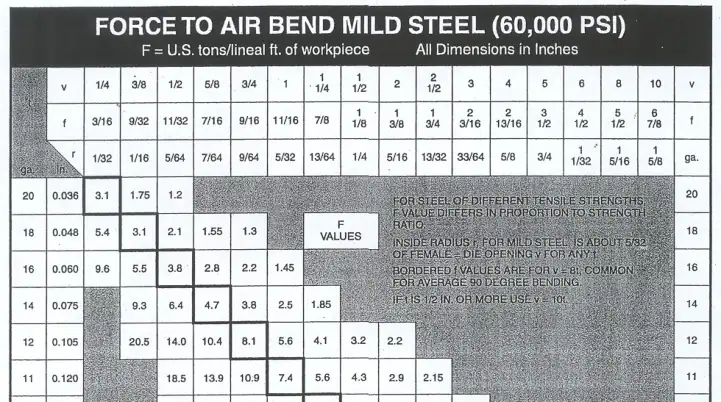 FORCE TO AIR BEND MILD STEEL (60,000 PSI)
F = U.S. tons/lineal ft. of workpiece All Dimensions in Inches
v 1/4 3/8 1/2 5/8 3/4 1 1 1/4 1 1/2 2 2 1/2 3 4 5 6 8 10 v
f 3/16 9/32 11/32 7/16 9/16 11/16 7/8 1 1/8 1 3/8 1 3/4 2 3/16 2 13/16 3 1/2 4 1/2 5 1/2 6 7/8 f
ga. in. r 1/32 1/16 5/64 7/64 9/64 5/32 13/64 1/4 5/16 13/32 33/64 5/8 3/4 1 1/32 1 5/16 1 5/8 ga.
20 0.036 3.1 1.75 1.2 20
18 0.048 5.4 3.1 2.1 1.55 1.3 F VALUES 18
16 0.060 9.6 5.5 3.8 2.8 2.2 1.45 16
14 0.075 9.3 6.4 4.7 3.8 2.5 1.85 14
12 0.105 20.5 14.0 10.4 8.1 5.6 4.1 3.2 2.2 12
11 0.120 18.5 13.9 10.9 7.4 5.6 4.3 2.9 2.15 11
FOR STEEL OF DIFFERENT TENSILE STRENGTHS,
F VALUE DIFFERS IN PROPORTION TO STRENGTH
RATIO.
INSIDE RADIUS r, FOR MILD STEEL, IS ABOUT 5/32
OF FEMALE - DIE OPENING v FOR ANY t.
BORDERED f VALUES ARE FOR v = 8t, COMMON
FOR AVERAGE 90 DEGREE BENDING.
IF t IS 1/2 IN. OR MORE USE v = 10t.